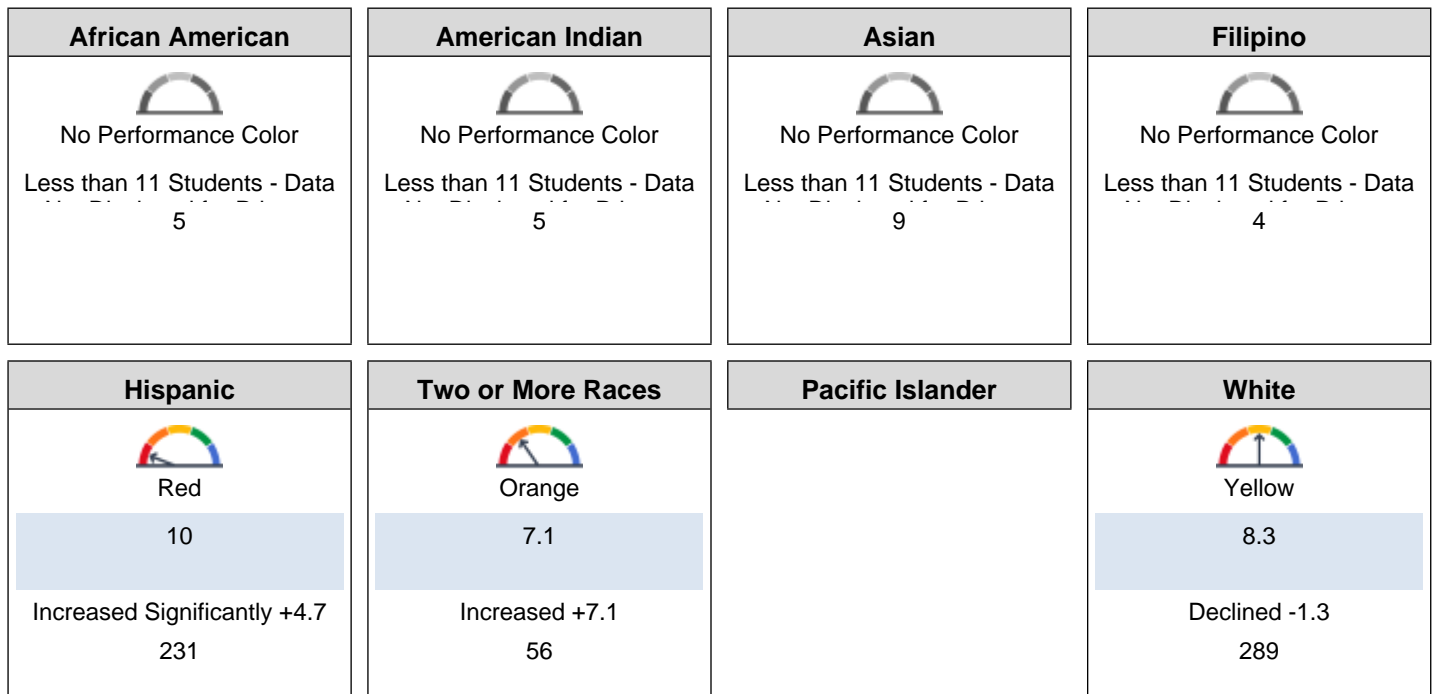 African American
No Performance Color
Less than 11 Students - Data
5
American Indian
No Performance Color
Less than 11 Students - Data
5
Asian
No Performance Color
Less than 11 Students - Data
9
Filipino
No Performance Color
Less than 11 Students - Data
4
Hispanic
Red
10
Increased Significantly +4.7
231
Two or More Races
Orange
7.1
Increased +7.1
56
Pacific Islander
White
Yellow
8.3
Declined -1.3
289